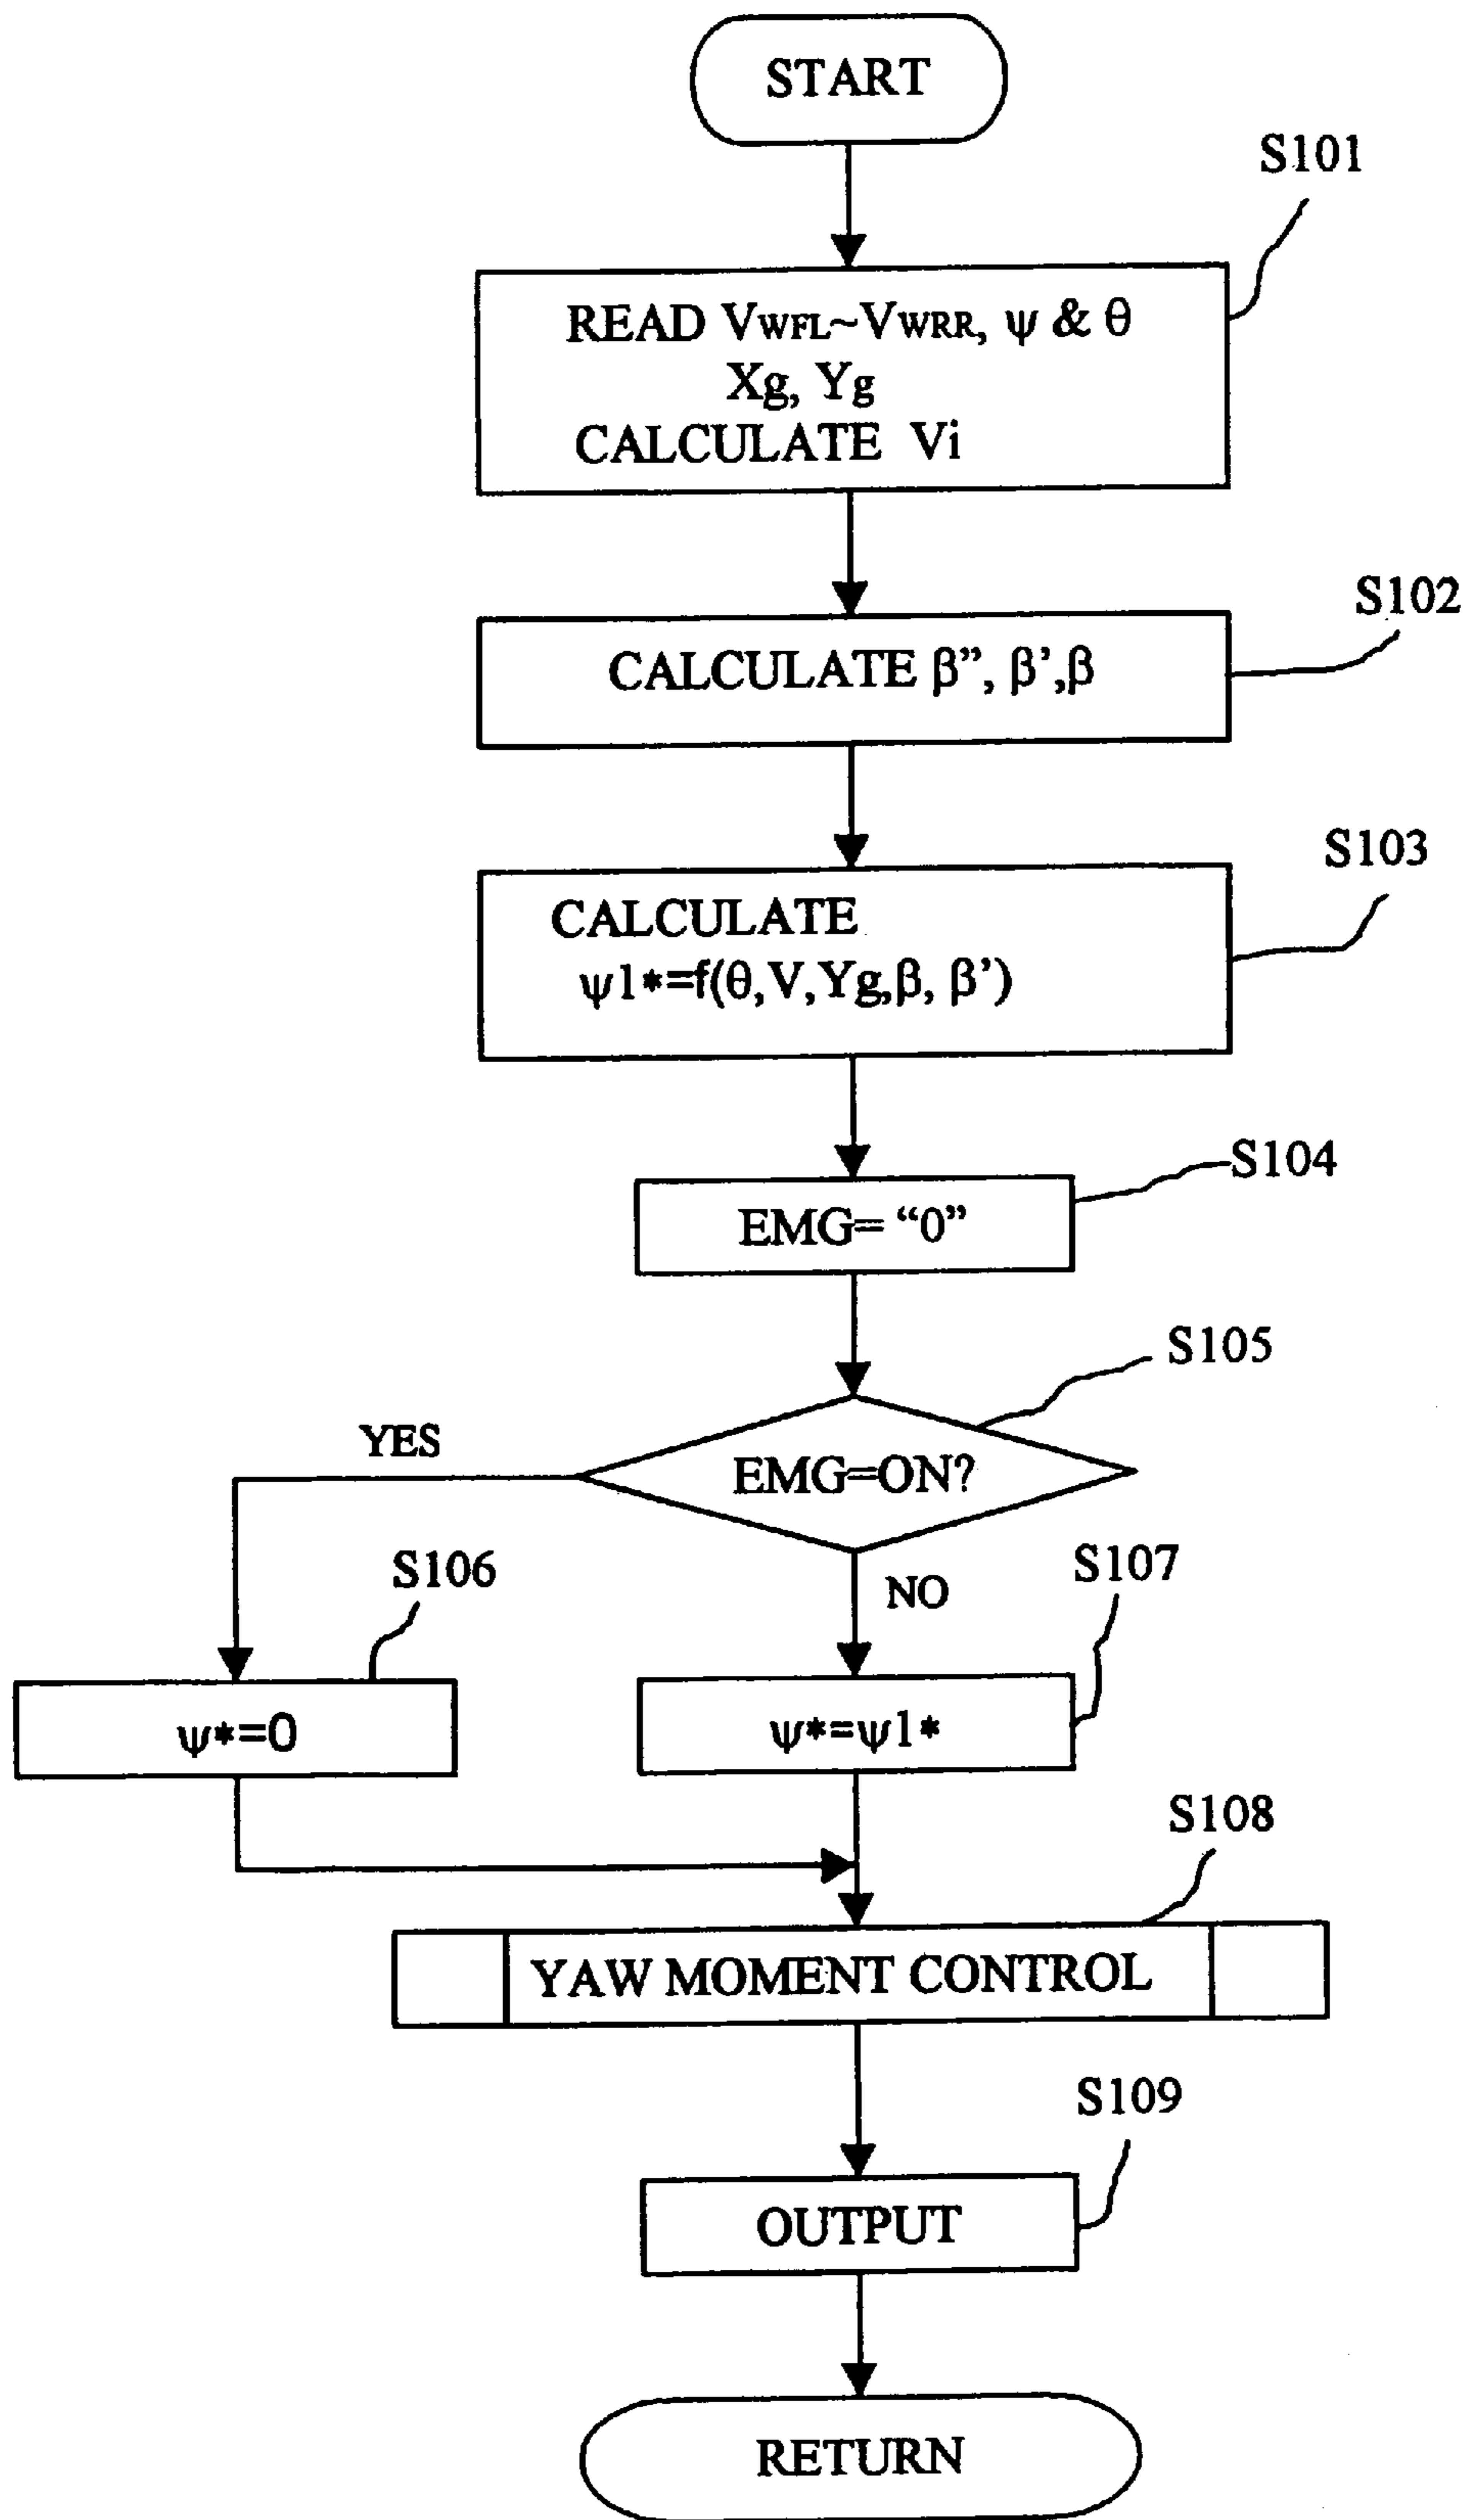 START
S101
READ VWFL~VWRR, ψ & θ
Xg, Yg
CALCULATE Vi
S102
CALCULATE β”, β’,β
S103
CALCULATE
ψ1*=f(θ,V,Yg,β, β’)
S104
EMG= “0”
S105
YES
EMG=ON?
S106
NO
S107
ψ*=0
ψ*=ψ1*
S108
YAW MOMENT CONTROL
S109
OUTPUT
RETURN